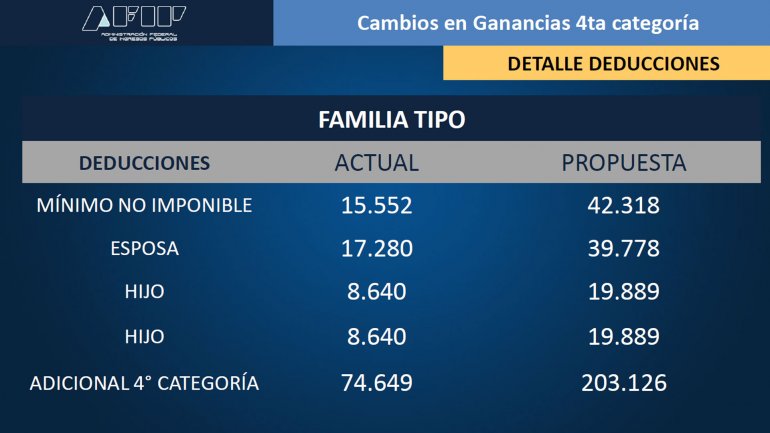 AFIP
ADMINISTRACIÓN FEDERAL
DE INGRESOS PÚBLICOS
Cambios en Ganancias 4ta categoría
DETALLE DEDUCCIONES
FAMILIA TIPO
DEDUCCIONES ACTUAL PROPUESTA
MÍNIMO NO IMPONIBLE 15.552 42.318
ESPOSA 17.280 39.778
HIJO 8.640 19.889
HIJO 8.640 19.889
ADICIONAL 4° CATEGORÍA 74.649 203.126